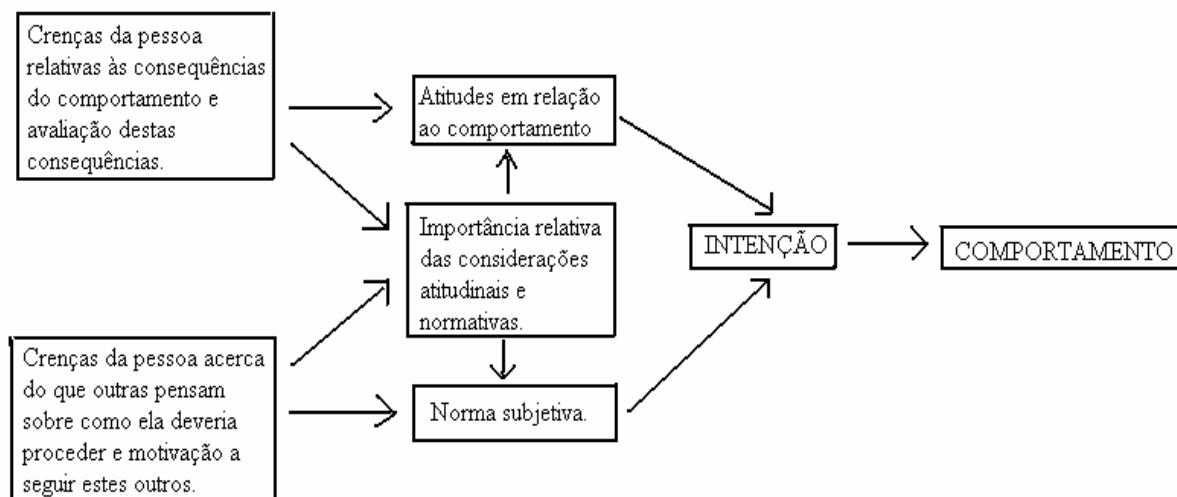 Crenças da pessoa
relativas às consequências
do comportamento e
avaliação destas
consequências.
Atitudes em relação
ao comportamento
Importância relativa
das considerações
atitudinais e
normativas.
INTENÇÃO
COMPORTAMENTO
Crenças da pessoa acerca
do que outras pensam
sobre como ela deveria
proceder e motivação a
seguir estes outros.
Norma subjetiva.